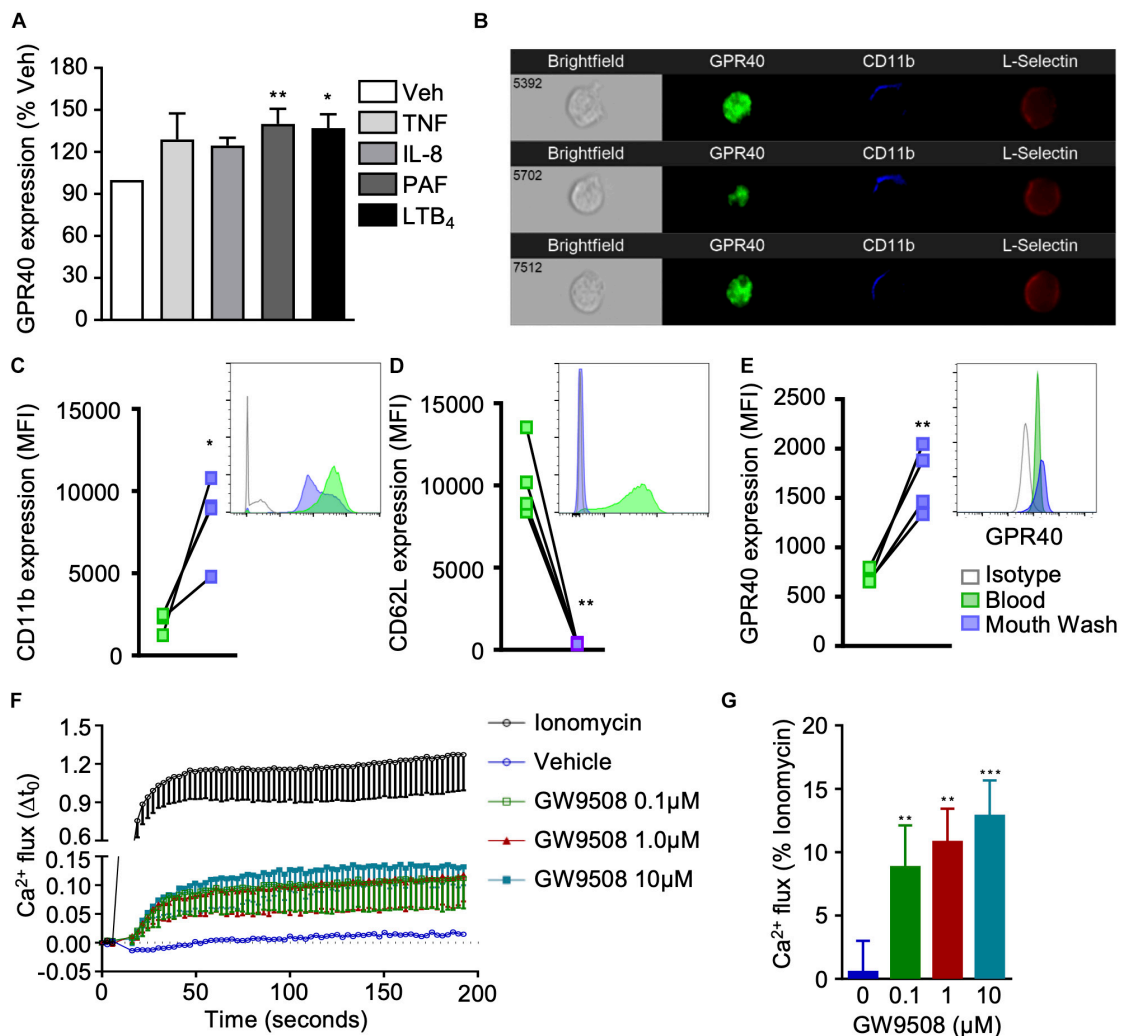 A
GPR40 expression (% Veh)
180
150
120
90
60
30
0
**
*
Veh
TNF
IL-8
PAF
LTB₄
B
Brightfield GPR40 CD11b L-Selectin
5392
Brightfield GPR40 CD11b L-Selectin
5702
Brightfield GPR40 CD11b L-Selectin
7512
C
CD11b expression (MFI)
15000
10000
5000
0
*
D
CD62L expression (MFI)
15000
10000
5000
0
**
E
GPR40 expression (MFI)
2500
2000
1500
1000
500
0
**
GPR40
Isotype
Blood
Mouth Wash
F
Ca²⁺ flux (Δt₀)
1.5
1.2
0.9
0.6
0.15
0.10
0.05
0.00
-0.05
0 50 100 150 200
Time (seconds)
Ionomycin
Vehicle
GW9508 0.1µM
GW9508 1.0µM
GW9508 10µM
G
Ca²⁺ flux (% Ionomycin)
20
15
10
5
0
**
**
***
0 0.1 1 10
GW9508 (µM)